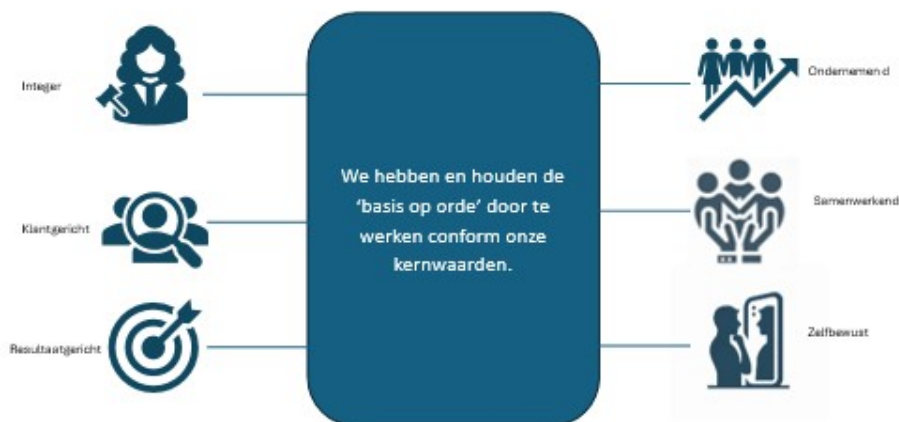 Integer
Klantgericht
Resultaatgericht
We hebben en houden de
‘basis op orde’ door te
werken conform onze
kernwaarden.
Ondernemend
Samenwerkend
Zelfbewust